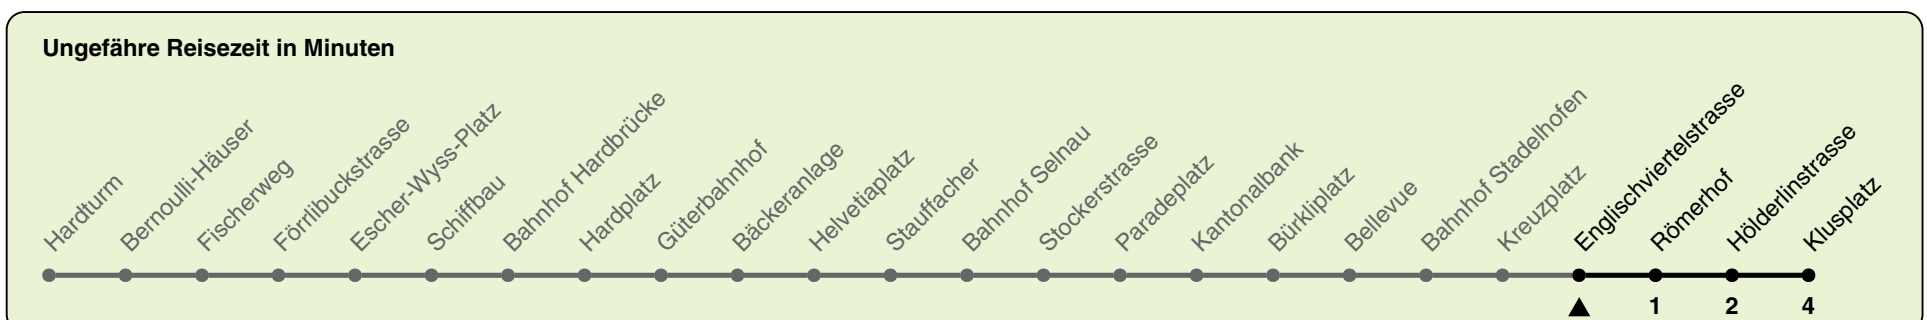 Ungefähre Reisezeit in Minuten
Hardturm
Bernoulli-Häuser
Fischerweg
Förrlibuckstrasse
Escher-Wyss-Platz
Schiffbau
Bahnhof Hardbrücke
Hardplatz
Güterbahnhof
Bäckeranlage
Helvetiaplatz
Stauffacher
Bahnhof Selnau
Stockerstrasse
Paradeplatz
Kantonalbank
Bürkliplatz
Bellevue
Bahnhof Stadelhofen
Kreuzplatz
Englischviertelstrasse
Römerhof
Hölderlinstrasse
Klusplatz
1 2 4